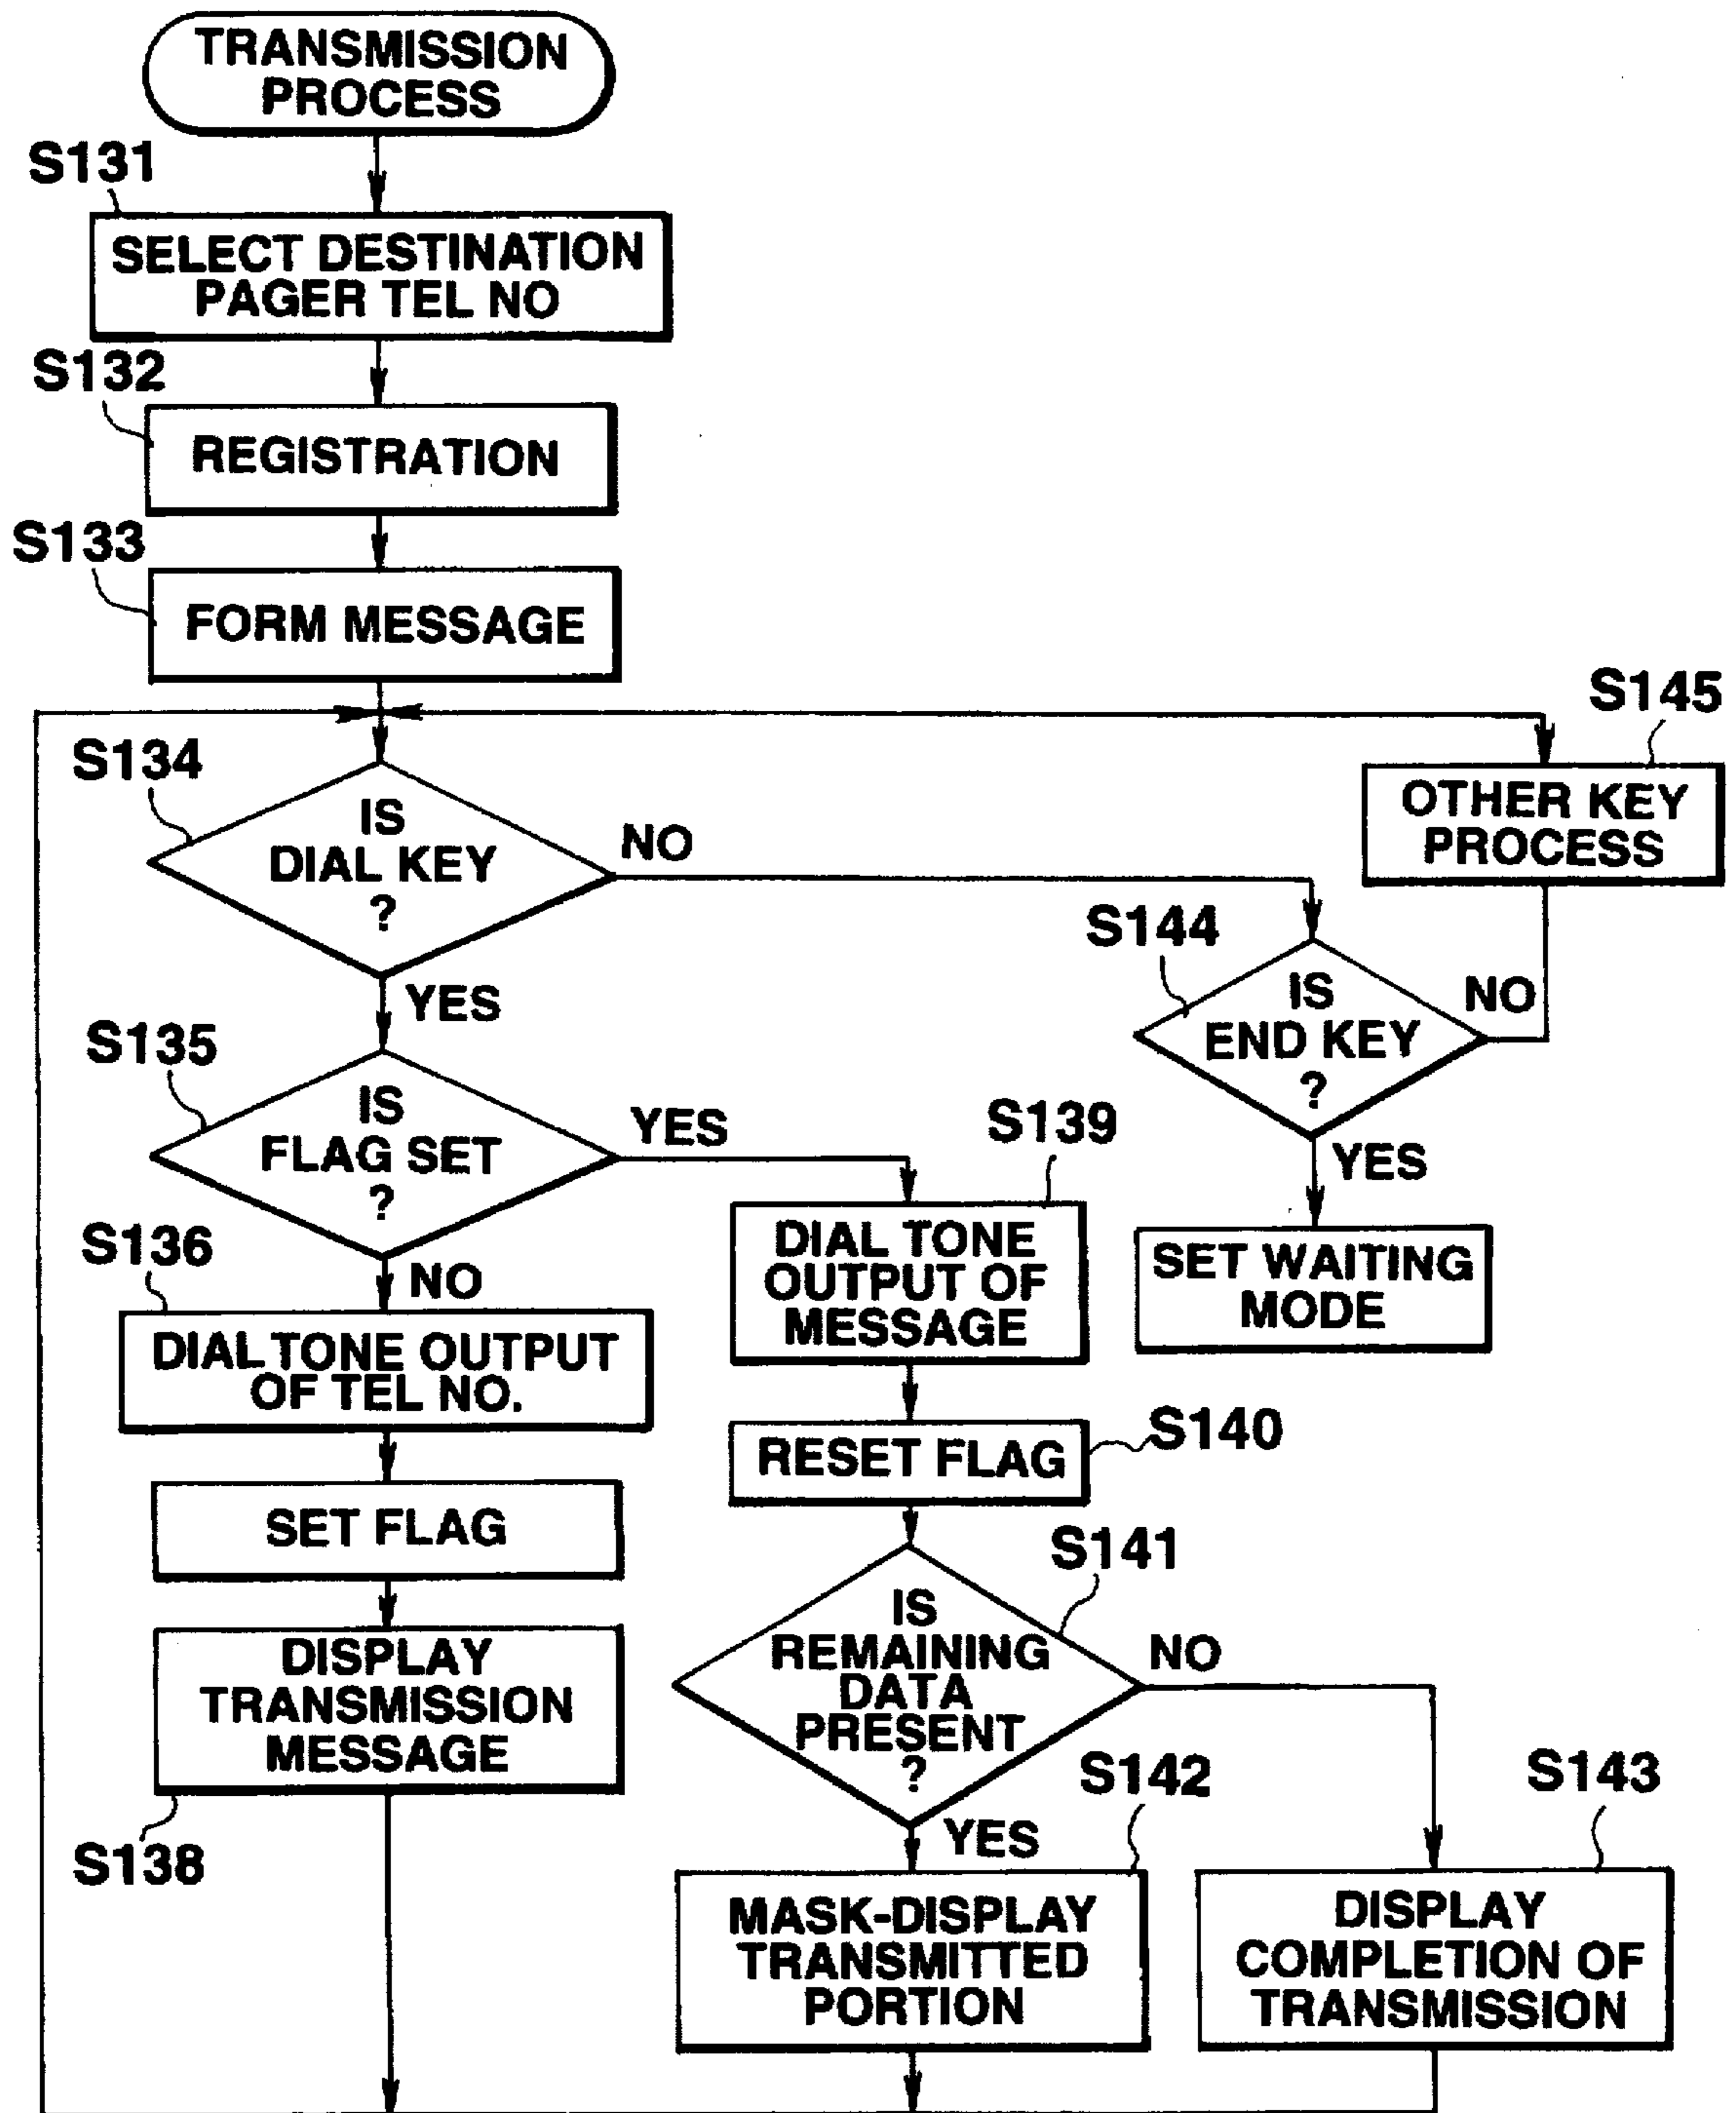 TRANSMISSION
PROCESS
S131
SELECT DESTINATION
PAGER TEL NO
S132
REGISTRATION
S133
FORM MESSAGE
S145
OTHER KEY
PROCESS
S134
IS
DIAL KEY
?
NO
YES
S144
IS
END KEY
?
NO
YES
SET WAITING
MODE
S135
IS
FLAG SET
?
YES
NO
S139
DIAL TONE
OUTPUT OF
MESSAGE
S136
DIAL TONE OUTPUT
OF TEL NO.
S140
RESET FLAG
SET FLAG
S141
IS
REMAINING
DATA
PRESENT
?
NO
YES
DISPLAY
TRANSMISSION
MESSAGE
S138
S142
MASK-DISPLAY
TRANSMITTED
PORTION
S143
DISPLAY
COMPLETION OF
TRANSMISSION